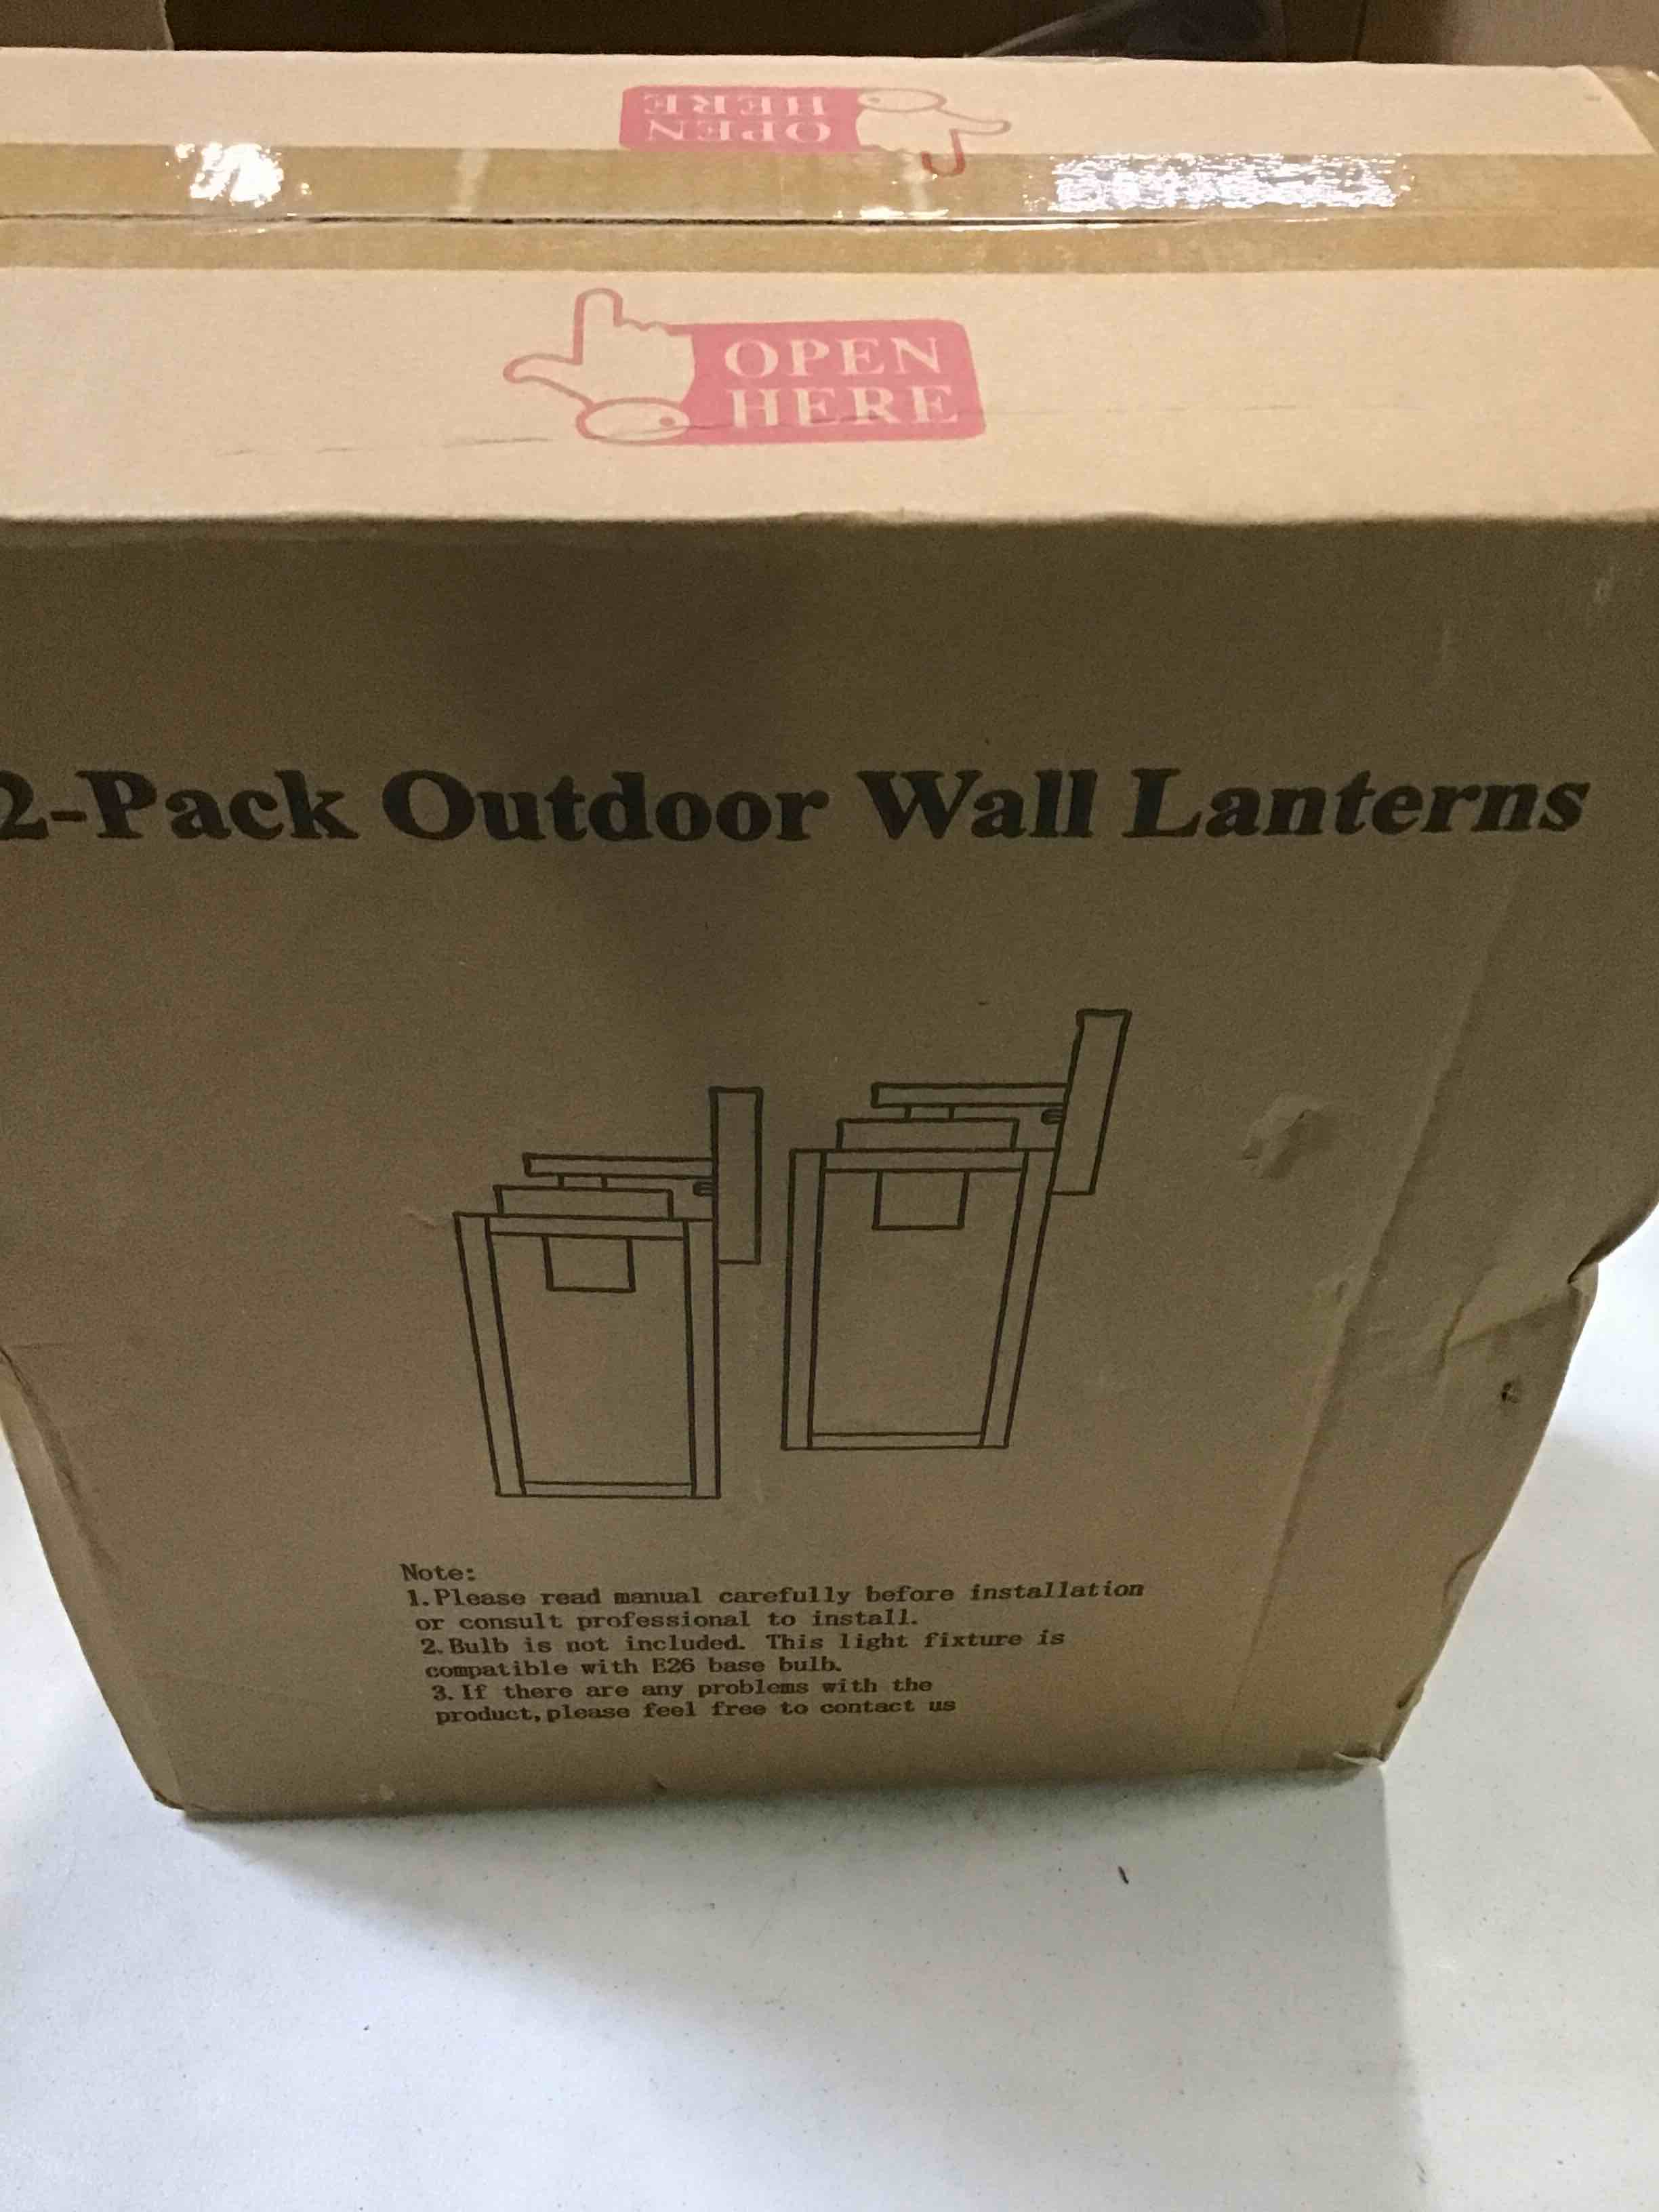 OPEN
HERE
OPEN
HERE
2-Pack Outdoor Wall Lanterns
Note:
1.Please read manual carefully before installation
or consult professional to install.
2.Bulb is not included. This light fixture is
compatible with E26 base bulb.
3.If there are any problems with the
product,please feel free to contact us